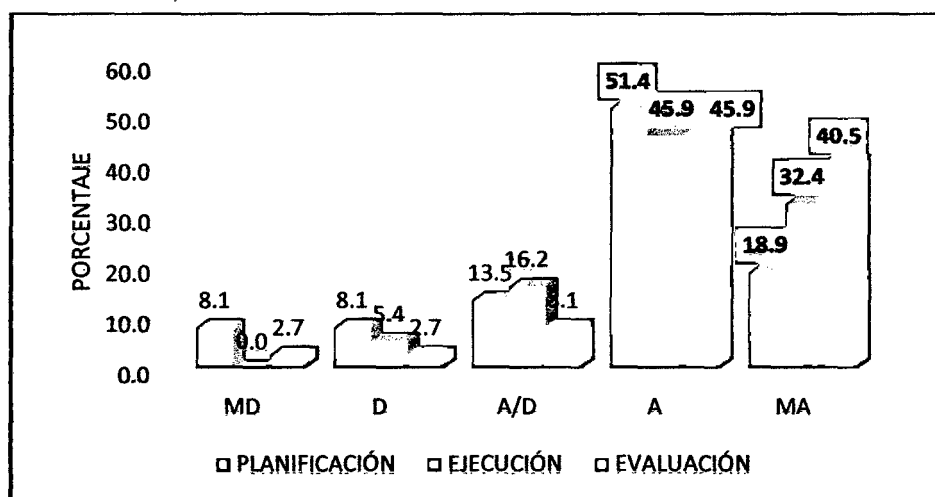 60.0
50.0
40.0
30.0
20.0
10.0
0.0
PORCENTAJE
8.1 0.0 2.7
8.1 5.4 2.7
13.5 16.2 .1
51.4 45.9 45.9
18.9 32.4 40.5
MD D A/D A MA
PLANIFICACIÓN EJECUCIÓN EVALUACIÓN